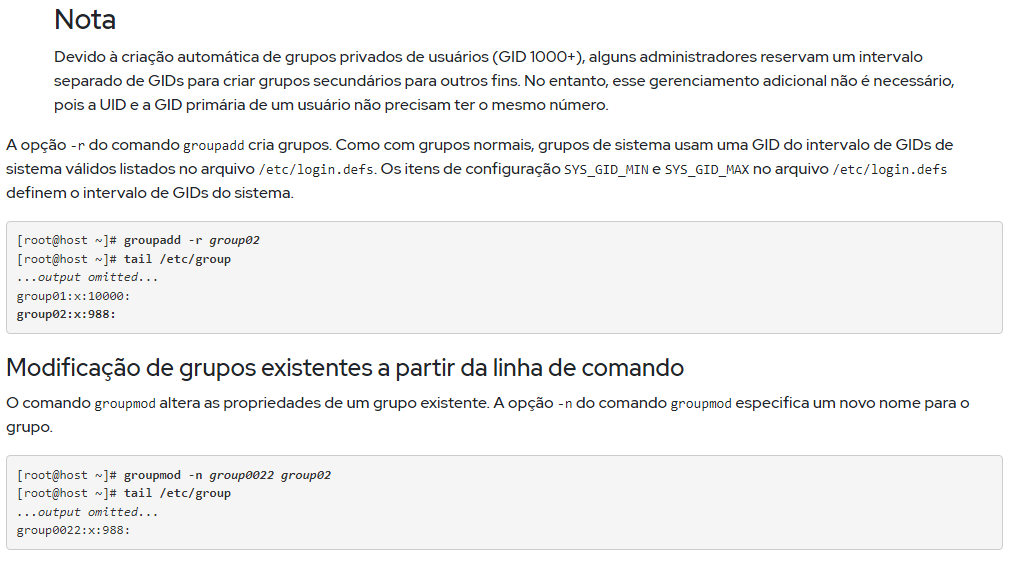 Nota
Devido à criação automática de grupos privados de usuários (GID 1000+), alguns administradores reservam um intervalo
separado de GIDs para criar grupos secundários para outros fins. No entanto, esse gerenciamento adicional não é necessário,
pois a UID e a GID primária de um usuário não precisam ter o mesmo número.
A opção -r do comando groupadd cria grupos. Como com grupos normais, grupos de sistema usam uma GID do intervalo de GIDs de
sistema válidos listados no arquivo /etc/login.defs. Os itens de configuração SYS_GID_MIN e SYS_GID_MAX no arquivo /etc/login.defs
definem o intervalo de GIDs do sistema.
[root@host ~]# groupadd -r group02
[root@host ~]# tail /etc/group
...output omitted...
group01:x:10000:
group02:x:988:
Modificação de grupos existentes a partir da linha de comando
O comando groupmod altera as propriedades de um grupo existente. A opção -n do comando groupmod especifica um novo nome para o
grupo.
[root@host ~]# groupmod -n group0022 group02
[root@host ~]# tail /etc/group
...output omitted...
group0022:x:988: